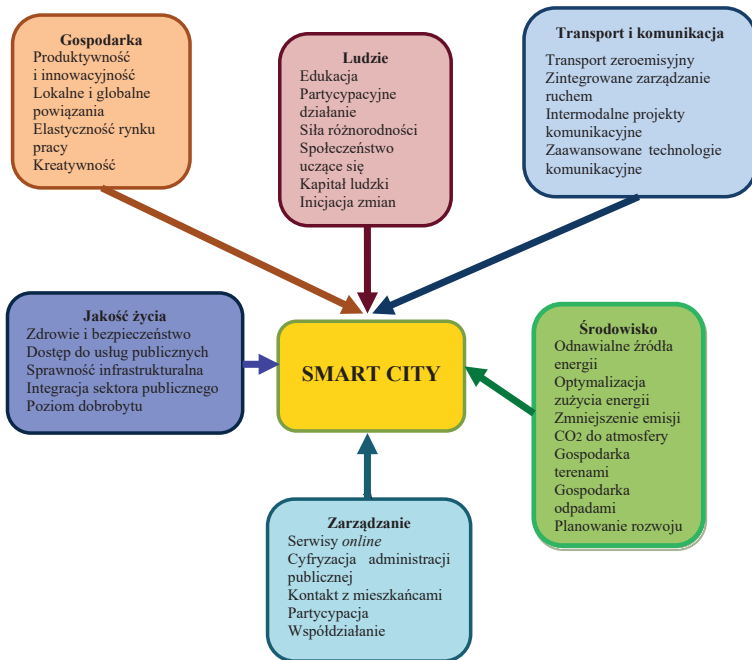 Gospodarka
Produktywność
i innowacyjność
Lokalne i globalne
powiązania
Elastyczność rynku
pracy
Kreatywność
Ludzie
Edukacja
Partycypacyjne
działanie
Siła różnorodności
Społeczeństwo
uczące się
Kapitał ludzki
Inicjacja zmian
Transport i komunikacja
Transport zeroemisyjny
Zintegrowane zarządzanie
ruchem
Intermodalne projekty
komunikacyjne
Zaawansowane technologie
komunikacyjne
Jakość życia
Zdrowie i bezpieczeństwo
Dostęp do usług publicznych
Sprawność infrastrukturalna
Integracja sektora publicznego
Poziom dobrobytu
SMART CITY
Środowisko
Odnawialne źródła
energii
Optymalizacja
zużycia energii
Zmniejszenie emisji
CO2 do atmosfery
Gospodarka
terenami
Gospodarka
odpadami
Planowanie rozwoju
Zarządzanie
Serwisy online
Cyfryzacja administracji
publicznej
Kontakt z mieszkańcami
Partycypacja
Współdziałanie